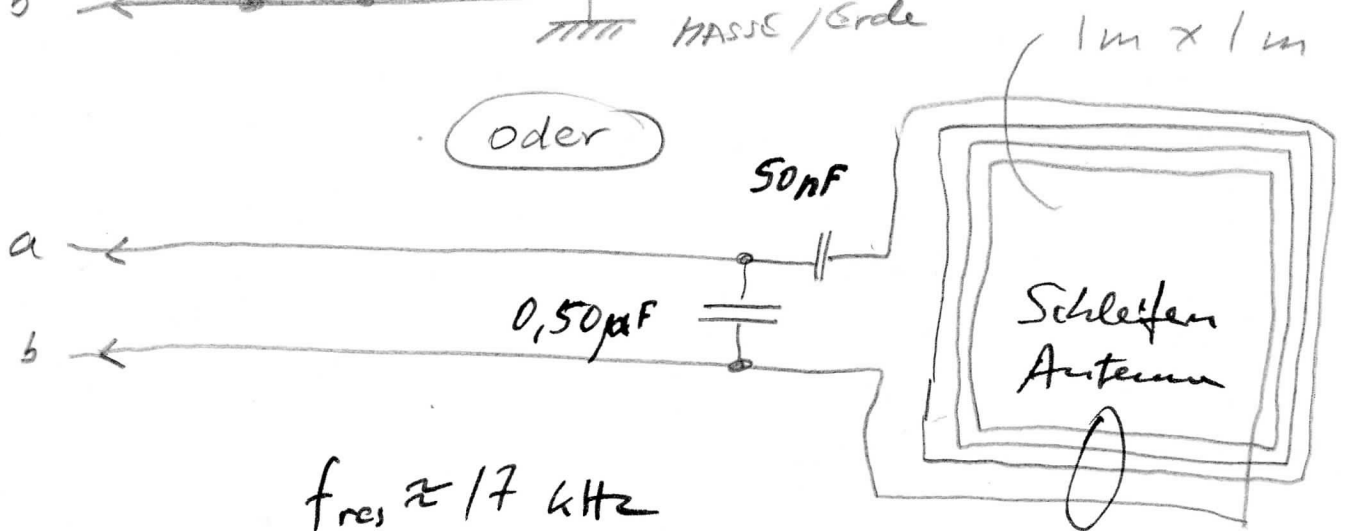 b
MASSE/Erde
1m x 1m
oder
50nF
a
0,50µF
b
Schleifen
Antenne
fres ≈ 17 kHz